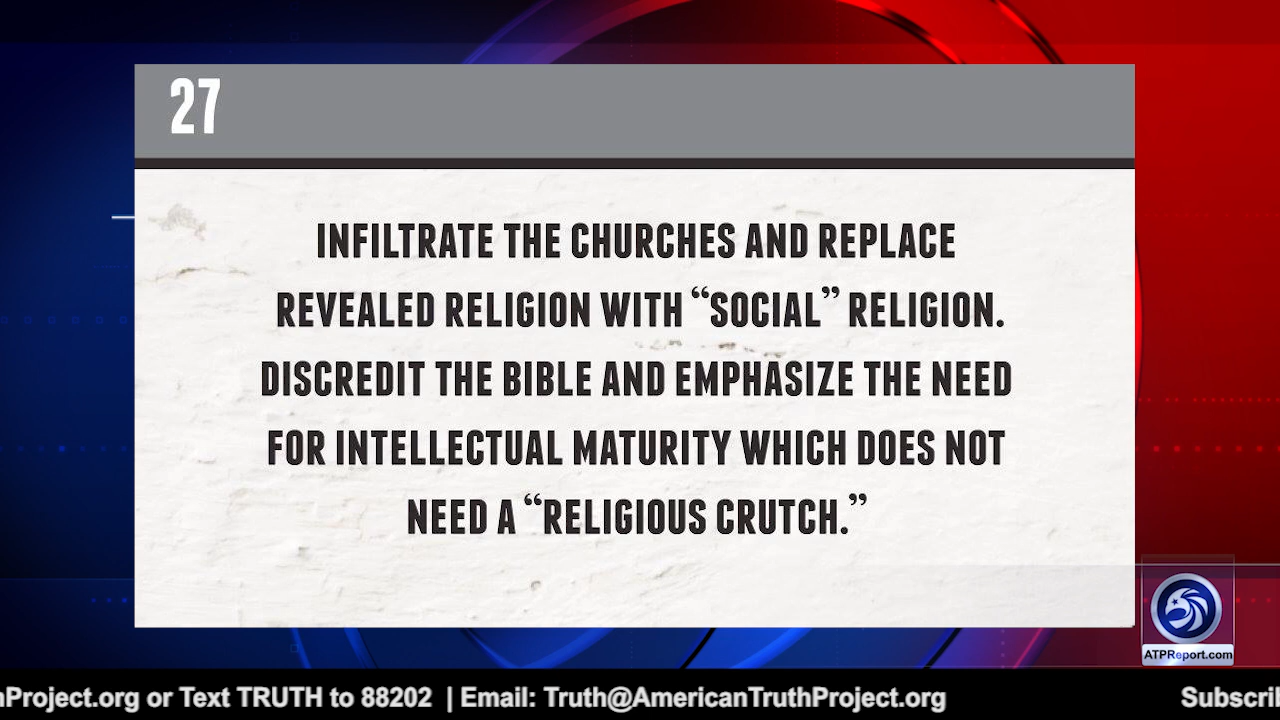 27
INFILTRATE THE CHURCHES AND REPLACE
REVEALED RELIGION WITH “SOCIAL” RELIGION.
DISCREDIT THE BIBLE AND EMPHASIZE THE NEED
FOR INTELLECTUAL MATURITY WHICH DOES NOT
NEED A “RELIGIOUS CRUTCH.”
ATPReport.com
hProject.org or Text TRUTH to 88202 | Email: Truth@AmericanTruthProject.org Subscri